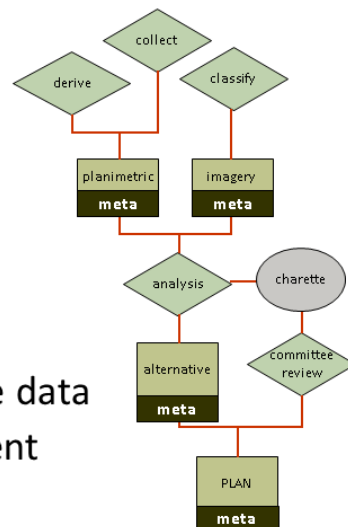 collect
derive
classify
planimetric
meta
imagery
meta
analysis
charette
alternative
meta
committee
review
e data
ent
PLAN
meta